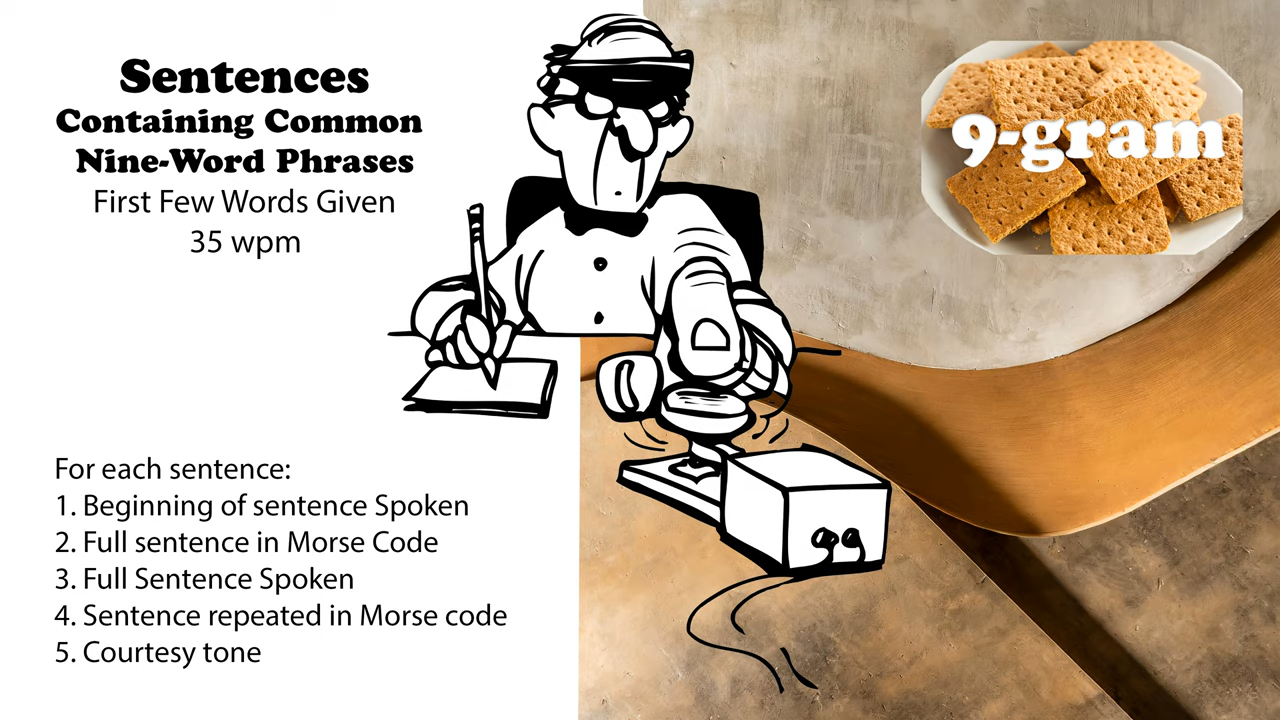 Sentences
Containing Common
Nine-Word Phrases
First Few Words Given
35 wpm
9-gram
For each sentence:
1. Beginning of sentence Spoken
2. Full sentence in Morse Code
3. Full Sentence Spoken
4. Sentence repeated in Morse code
5. Courtesy tone